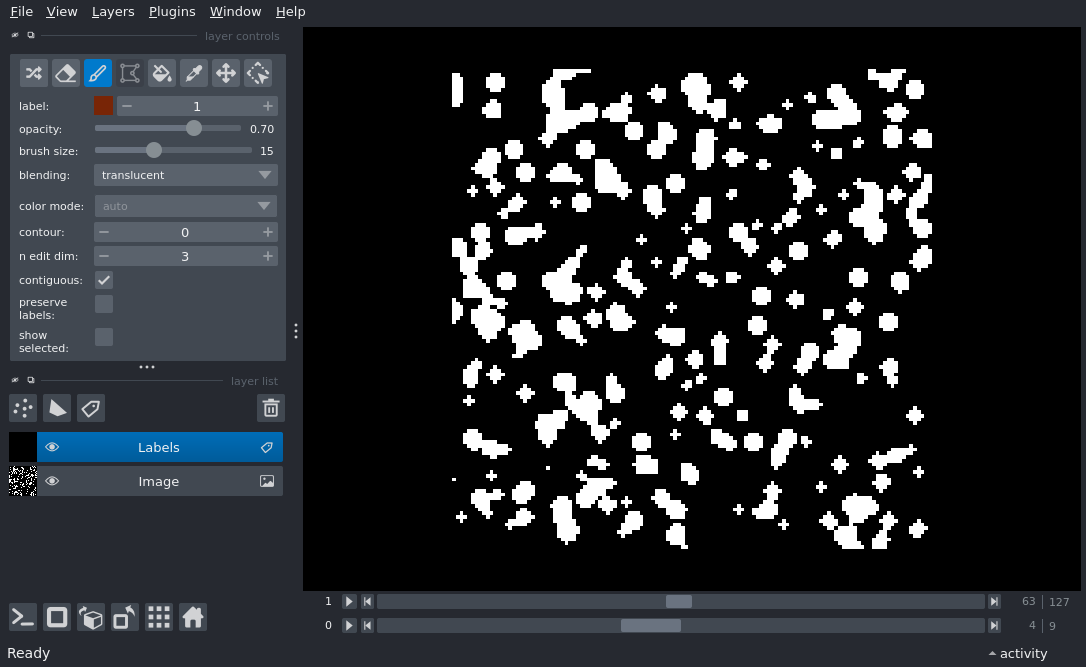 File View Layers Plugins Window Help
layer controls
label: 1
opacity: 0.70
brush size: 15
blending: translucent
color mode: auto
contour: 0
n edit dim: 3
contiguous:
preserve
labels:
show
selected:
layer list
Labels
Image
1 63 127
0 4 9
Ready activity